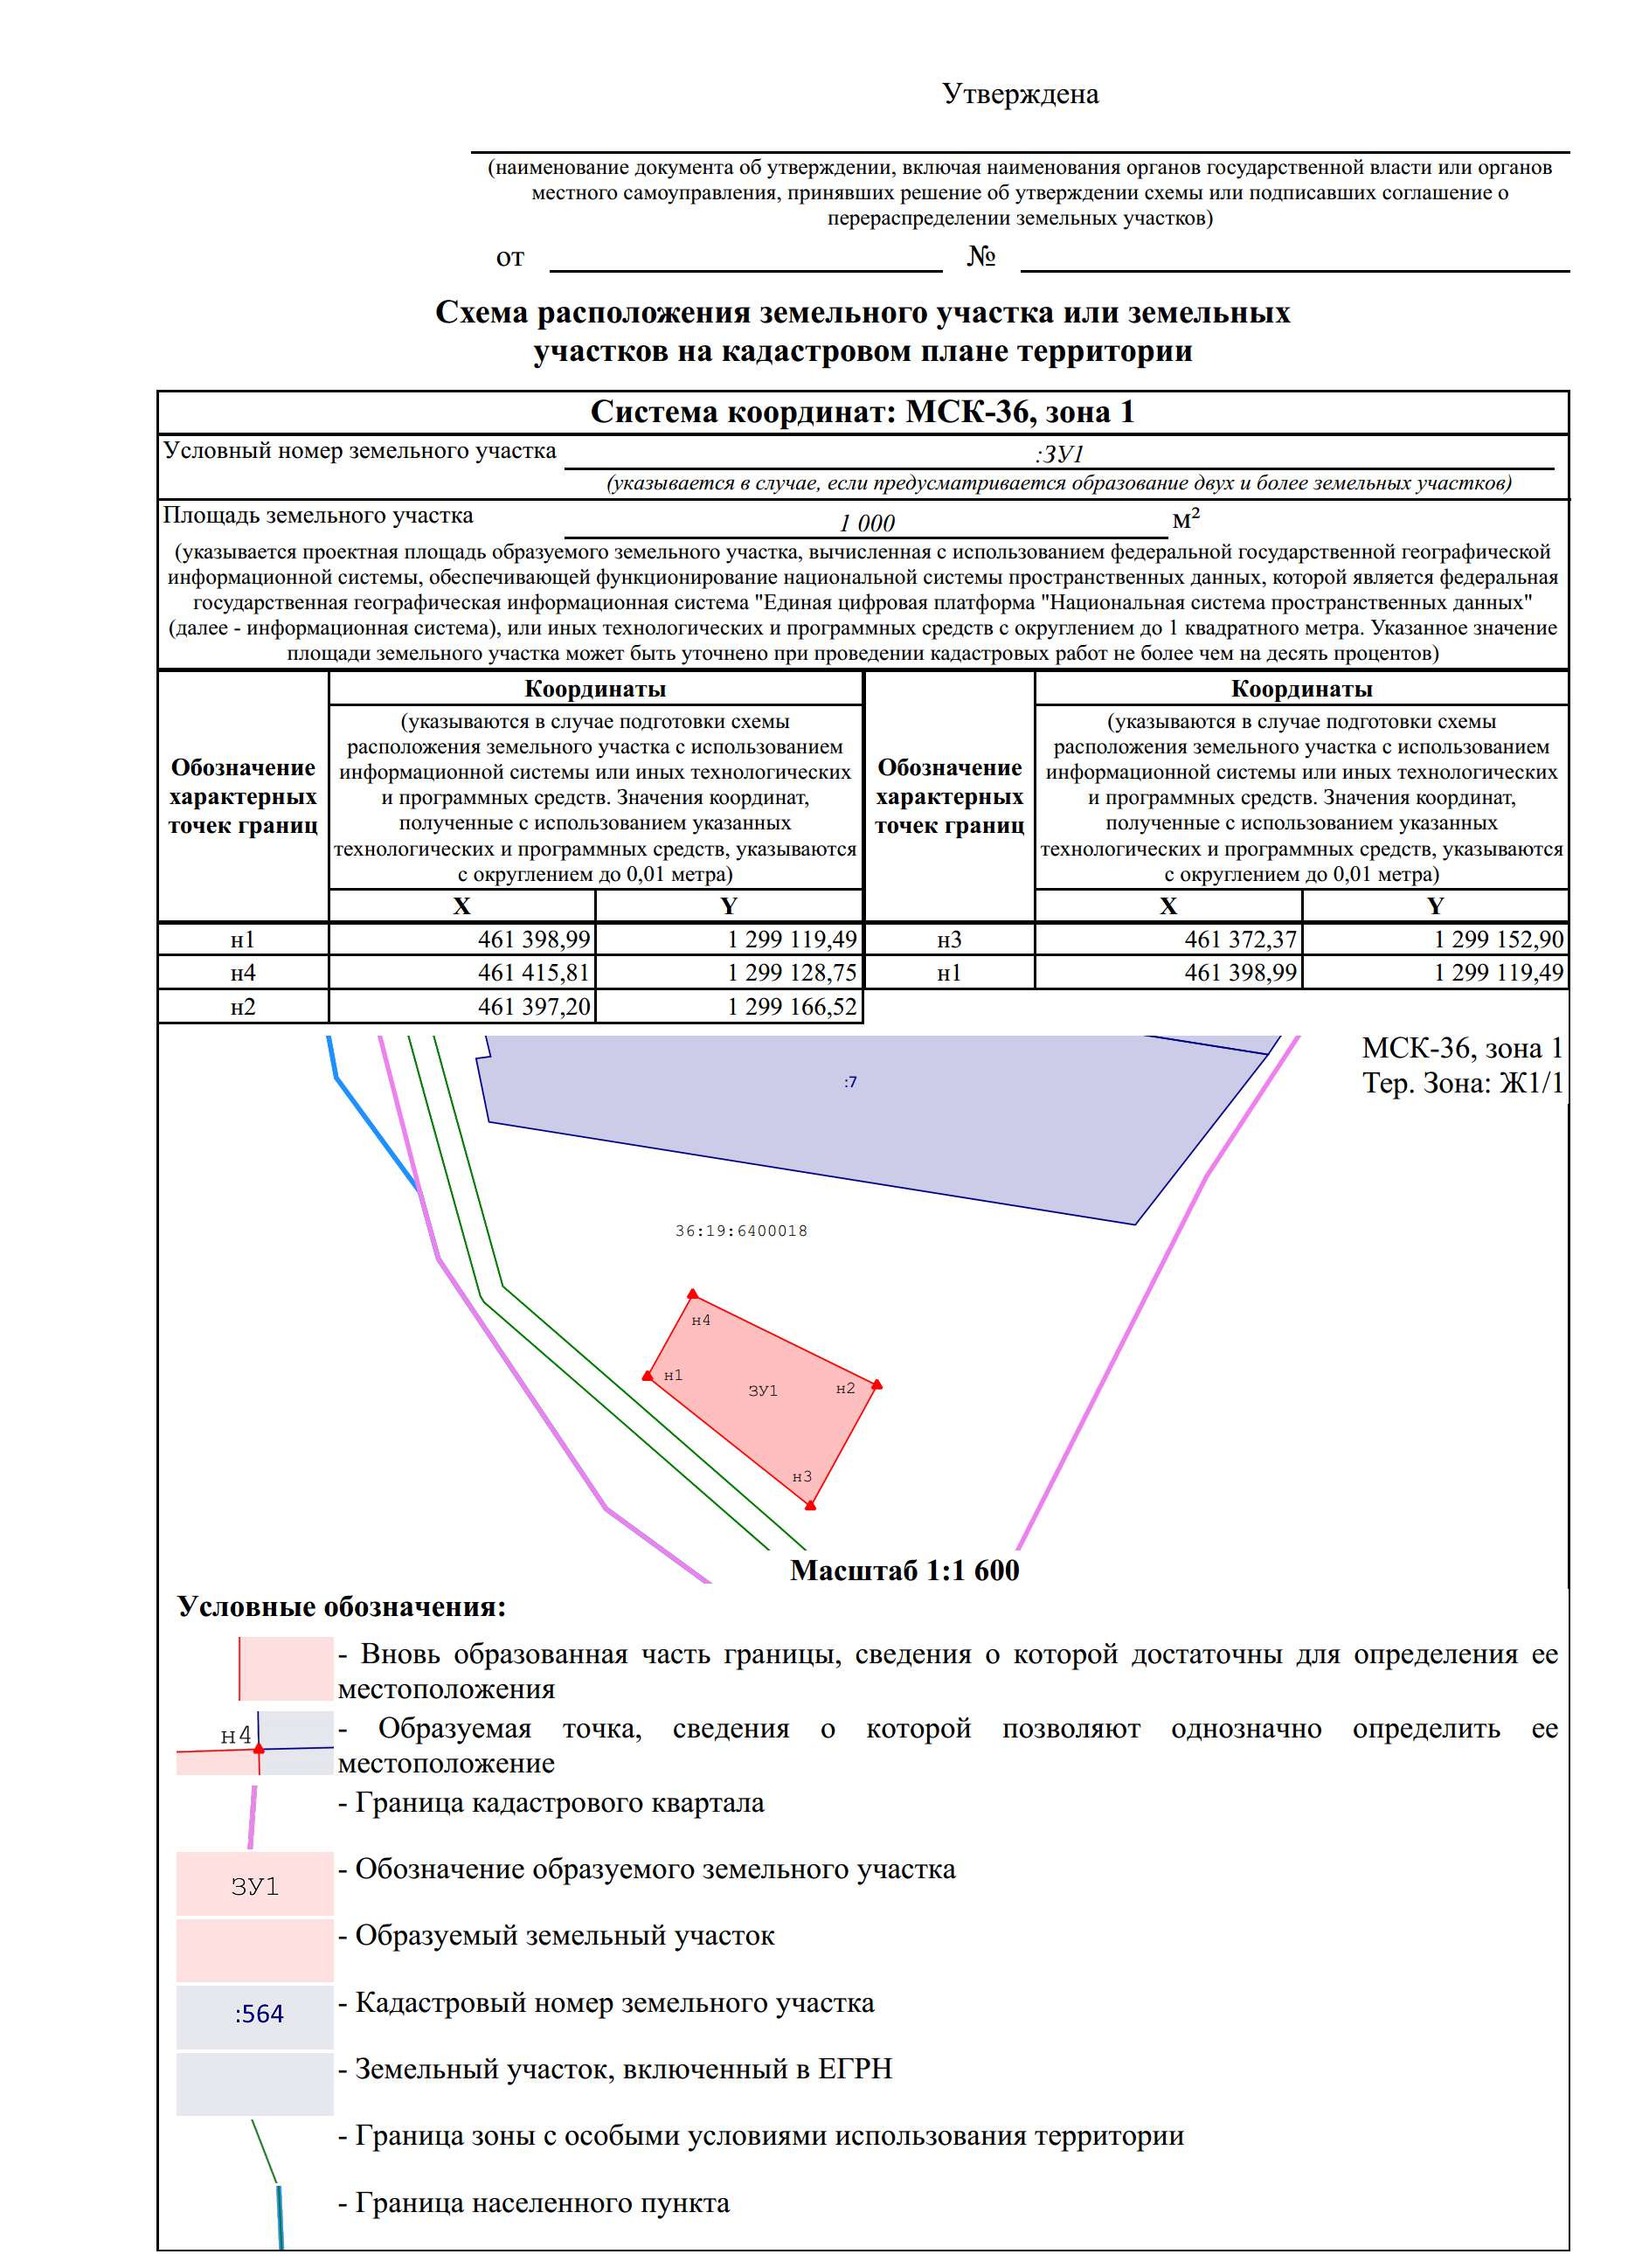 Утверждена
(наименование документа об утверждении, включая наименования органов государственной власти или органов
местного самоуправления, принявших решение об утверждении схемы или подписавших соглашение о
перераспределении земельных участков)
от № 
Схема расположения земельного участка или земельных
участков на кадастровом плане территории
Система координат: МСК-36, зона 1
Условный номер земельного участка :ЗУ1
(указывается в случае, если предусматривается образование двух и более земельных участков)
Площадь земельного участка 1 000 м²
(указывается проектная площадь образуемого земельного участка, вычисленная с использованием федеральной государственной географической
информационной системы, обеспечивающей функционирование национальной системы пространственных данных, которой является федеральная
государственная географическая информационная система "Единая цифровая платформа "Национальная система пространственных данных"
(далее - информационная система), или иных технологических и программных средств с округлением до 1 квадратного метра. Указанное значение
площади земельного участка может быть уточнено при проведении кадастровых работ не более чем на десять процентов)
Обозначение
характерных
точек границ
Координаты
(указываются в случае подготовки схемы
расположения земельного участка с использованием
информационной системы или иных технологических
и программных средств. Значения координат,
полученные с использованием указанных
технологических и программных средств, указываются
с округлением до 0,01 метра)
X Y
Обозначение
характерных
точек границ
Координаты
(указываются в случае подготовки схемы
расположения земельного участка с использованием
информационной системы или иных технологических
и программных средств. Значения координат,
полученные с использованием указанных
технологических и программных средств, указываются
с округлением до 0,01 метра)
X Y
н1 461 398,99 1 299 119,49 н3 461 372,37 1 299 152,90
н4 461 415,81 1 299 128,75 н1 461 398,99 1 299 119,49
н2 461 397,20 1 299 166,52
МСК-36, зона 1
Тер. Зона: Ж1/1
:7
36:19:6400018
н4
н1
ЗУ1
н2
н3
Масштаб 1:1 600
Условные обозначения:
- Вновь образованная часть границы, сведения о которой достаточны для определения ее
местоположения
н4
- Образуемая точка, сведения о которой позволяют однозначно определить ее
местоположение
- Граница кадастрового квартала
ЗУ1
- Обозначение образуемого земельного участка
- Образуемый земельный участок
:564
- Кадастровый номер земельного участка
- Земельный участок, включенный в ЕГРН
- Граница зоны с особыми условиями использования территории
- Граница населенного пункта